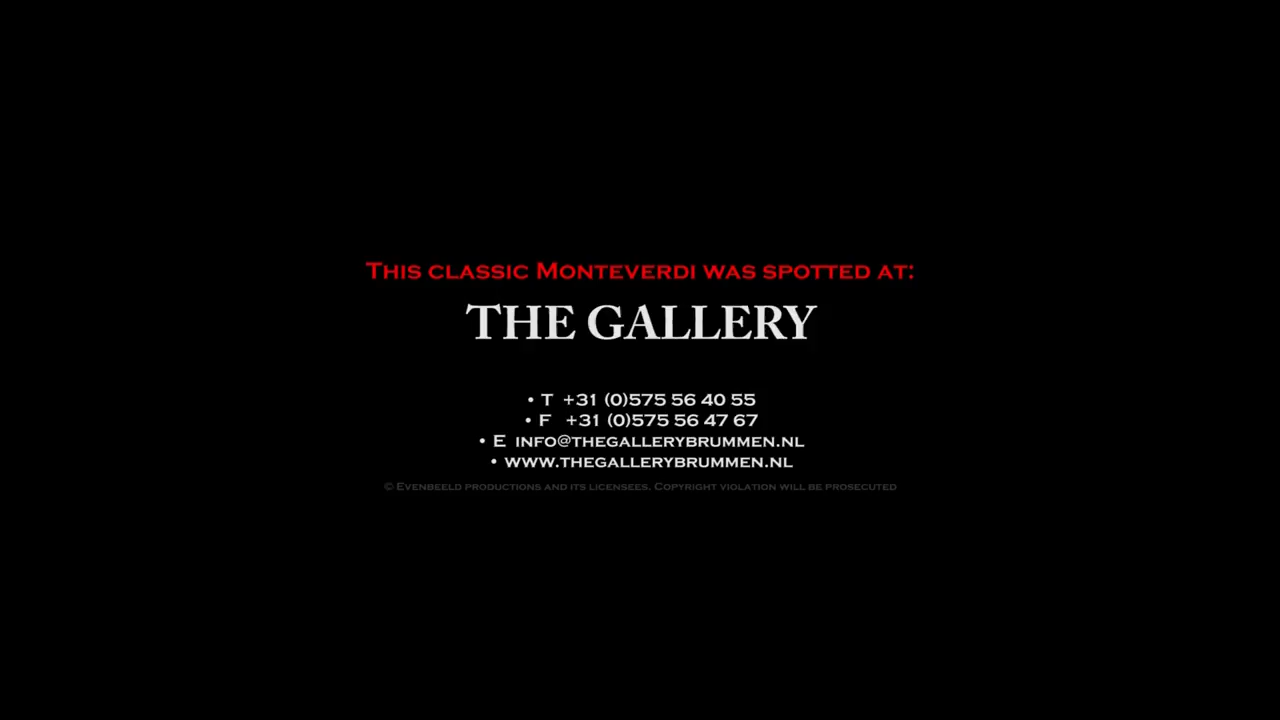 This classic Monteverdi was spotted at:
THE GALLERY
• T +31 (0)575 56 40 55
• F +31 (0)575 56 47 67
• E info@thegallerybrummen.nl
• www.thegallerybrummen.nl
© Evenbeeld productions and its licensees. Copyright violation will be prosecuted